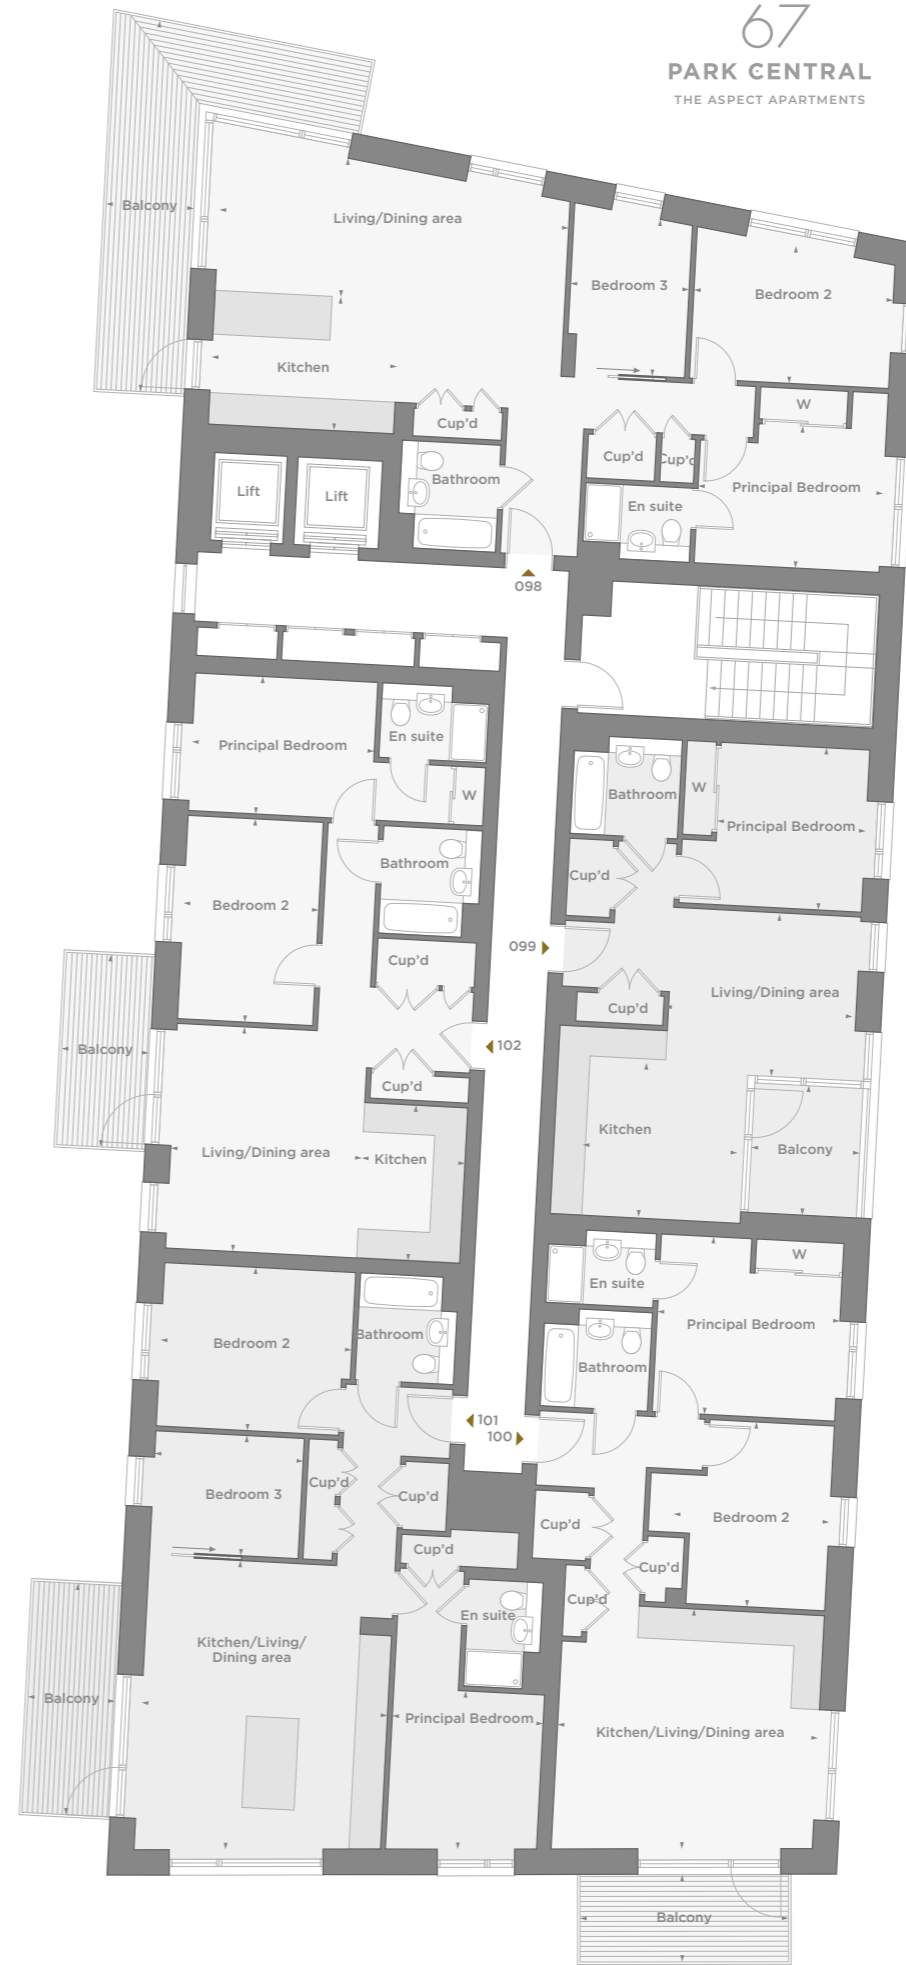 67
PARK CENTRAL
THE ASPECT APARTMENTS
Balcony
Living/Dining area
Bedroom 3
Bedroom 2
Kitchen
W
Cup'd
Cup'd
Cup'd
Bathroom
Principal Bedroom
Lift
Lift
En suite
098
Principal Bedroom
En suite
W
Bathroom
W
Principal Bedroom
Bathroom
Cup'd
Bedroom 2
099
Cup'd
Living/Dining area
Cup'd
Balcony
102
Cup'd
Living/Dining area
Kitchen
Kitchen
Balcony
W
En suite
Principal Bedroom
Bedroom 2
Bathroom
Bathroom
101
100
Bedroom 3
Cup'd
Cup'd
Cup'd
Bedroom 2
Cup'd
Cup'd
Cup'd
En suite
Kitchen/Living/
Dining area
Balcony
Principal Bedroom
Kitchen/Living/Dining area
Balcony